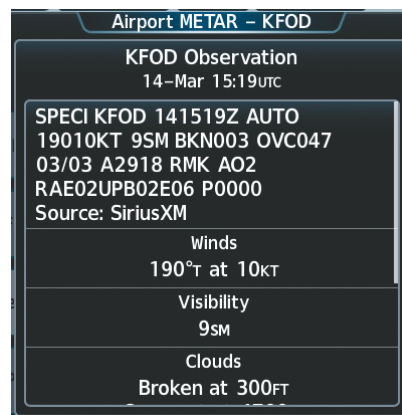 Airport METAR – KFOD
KFOD Observation
14–Mar 15:19UTC
SPECI KFOD 141519Z AUTO
19010KT 9SM BKN003 OVC047
03/03 A2918 RMK AO2
RAE02UPB02E06 P0000
Source: SiriusXM
Winds
190°T at 10KT
Visibility
9SM
Clouds
Broken at 300FT